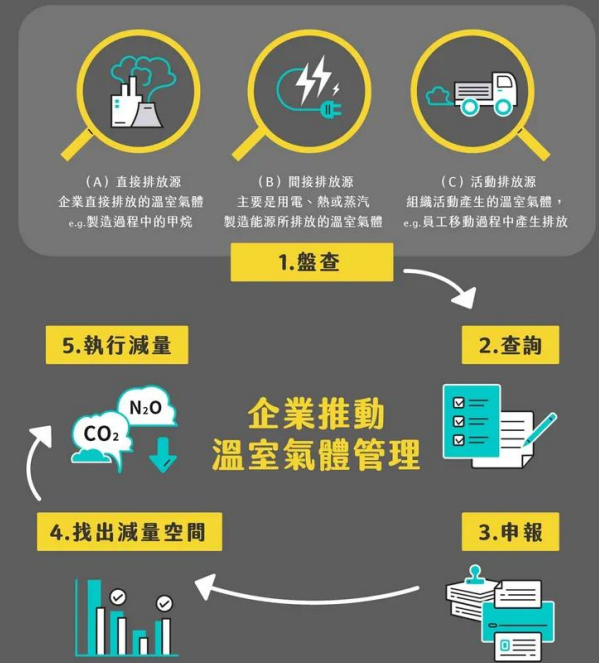 （A）直接排放源
企業直接排放的溫室氣體
e.g.製造過程中的甲烷
（B）間接排放源
主要是用電、熱或蒸汽
製造能源所排放的溫室氣體
（C）活動排放源
組織活動產生的溫室氣體，
e.g.員工移動過程中產生排放
1.盤查
2.查詢
3.申報
4.找出減量空間
5.執行減量
N₂O
CO₂
企業推動
溫室氣體管理